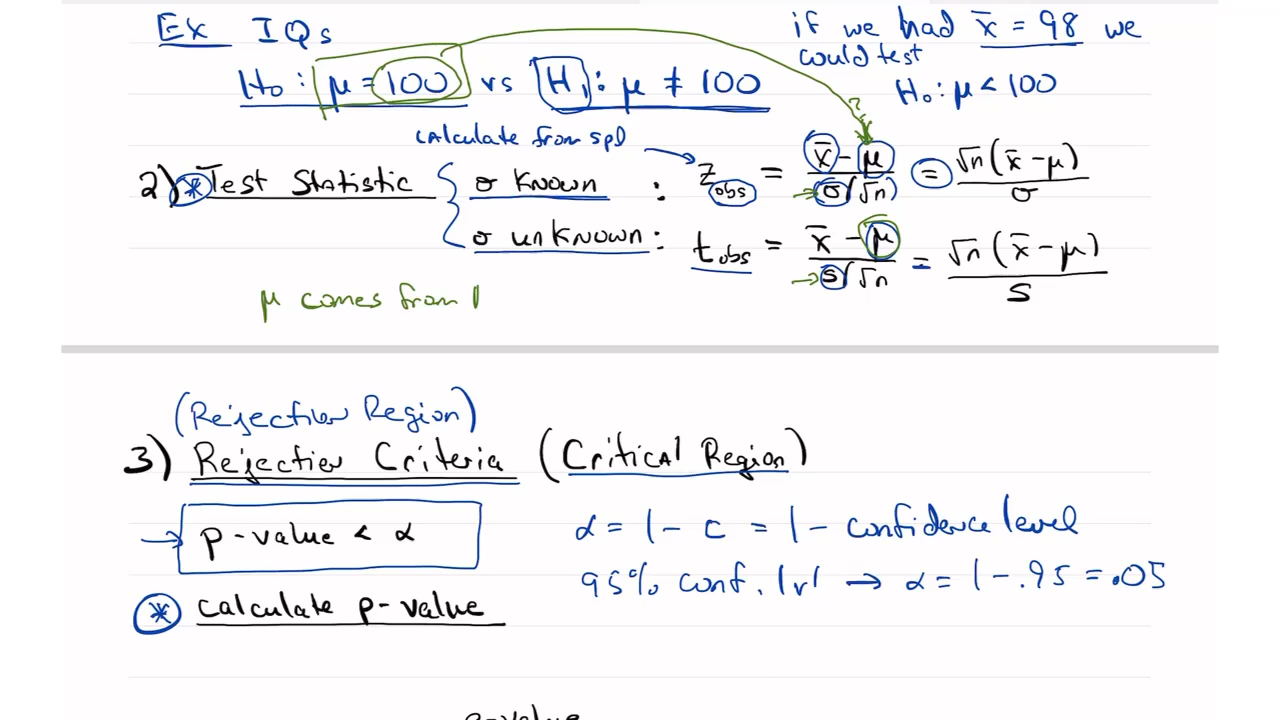 Ex IQs
if we had x̄ = 98 we
could test
H₀ : μ = 100 vs H₁ : μ ≠ 100
H₀ : μ < 100
calculate from spl
2) * Test Statistic { σ known : z_obs = (x̄ - μ) / (σ/√n) = √n (x̄ - μ) / σ
σ unknown : t_obs = (x̄ - μ) / (s/√n) = √n (x̄ - μ) / s
μ comes from
(Rejection Region)
3) Rejection Criteria (Critical Region)
→ p-value < α
α = 1 - c = 1 - confidence level
95% conf. lvl → α = 1 - .95 = .05
* calculate p-value
p-value